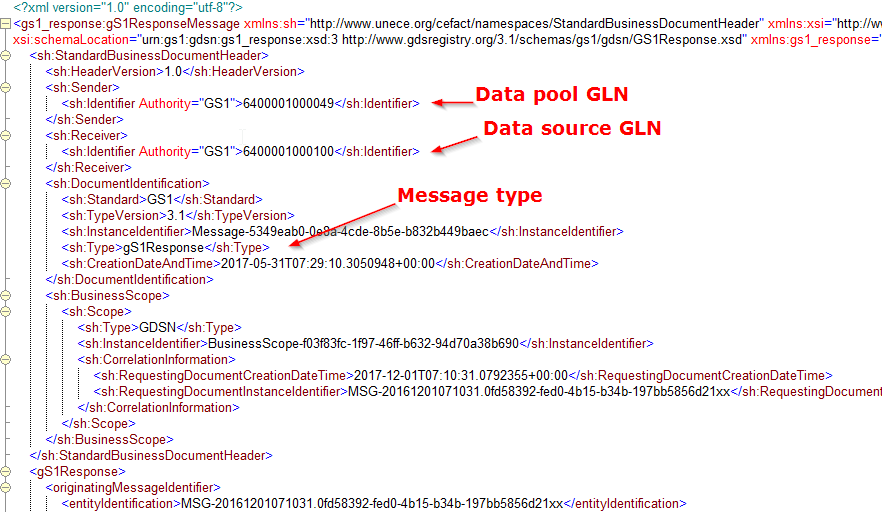 <?xml version="1.0" encoding="utf-8"?>
<gs1_response:gS1ResponseMessage xmlns:sh="http://www.unece.org/cefact/namespaces/StandardBusinessDocumentHeader" xmlns:xsi="http://w
xsi:schemaLocation="urn:gs1:gdsn:gs1_response:xsd:3 http://www.gdsregistry.org/3.1/schemas/gs1/gdsn/GS1Response.xsd" xmlns:gs1_response="
<sh:StandardBusinessDocumentHeader>
<sh:HeaderVersion>1.0</sh:HeaderVersion>
<sh:Sender>
<sh:Identifier Authority="GS1">6400001000049</sh:Identifier> Data pool GLN
</sh:Sender>
<sh:Receiver> Data source GLN
<sh:Identifier Authority="GS1">6400001000100</sh:Identifier>
</sh:Receiver>
<sh:DocumentIdentification>
<sh:Standard>GS1</sh:Standard> Message type
<sh:TypeVersion>3.1</sh:TypeVersion>
<sh:InstanceIdentifier>Message-5349eab0-0e8a-4cde-8b5e-b832b449baec</sh:InstanceIdentifier>
<sh:Type>gS1Response</sh:Type>
<sh:CreationDateAndTime>2017-05-31T07:29:10.3050948+00:00</sh:CreationDateAndTime>
</sh:DocumentIdentification>
<sh:BusinessScope>
<sh:Scope>
<sh:Type>GDSN</sh:Type>
<sh:InstanceIdentifier>BusinessScope-f03f83fc-1f97-46ff-b632-94d70a38b690</sh:InstanceIdentifier>
<sh:CorrelationInformation>
<sh:RequestingDocumentCreationDateTime>2017-12-01T07:10:31.0792355+00:00</sh:RequestingDocumentCreationDateTime>
<sh:RequestingDocumentInstanceIdentifier>MSG-20161201071031.0fd58392-fed0-4b15-b34b-197bb5856d21xx</sh:RequestingDocument
</sh:CorrelationInformation>
</sh:Scope>
</sh:BusinessScope>
</sh:StandardBusinessDocumentHeader>
<gS1Response>
<originatingMessageIdentifier>
<entityIdentification>MSG-20161201071031.0fd58392-fed0-4b15-b34b-197bb5856d21xx</entityIdentification>